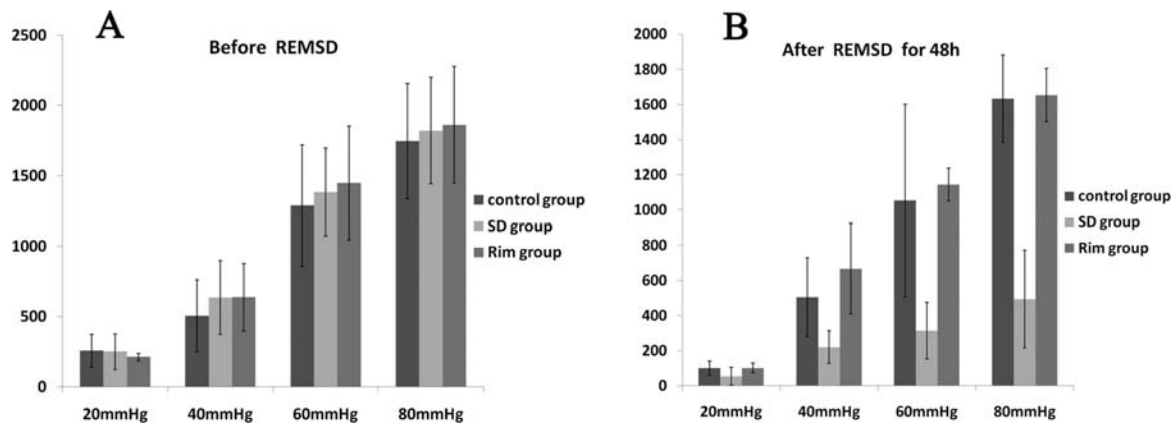 A
Before REMSD
2500
2000
1500
1000
500
0
20mmHg 40mmHg 60mmHg 80mmHg
control group
SD group
Rim group
B
After REMSD for 48h
2000
1800
1600
1400
1200
1000
800
600
400
200
0
20mmHg 40mmHg 60mmHg 80mmHg
control group
SD group
Rim group